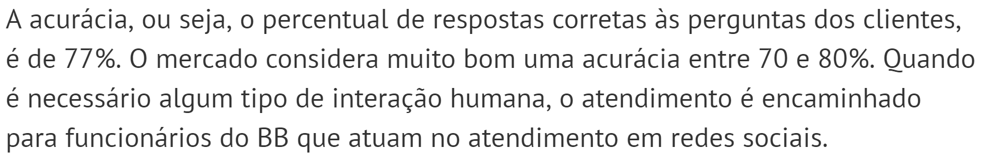 A acurácia, ou seja, o percentual de respostas corretas às perguntas dos clientes,
é de 77%. O mercado considera muito bom uma acurácia entre 70 e 80%. Quando
é necessário algum tipo de interação humana, o atendimento é encaminhado
para funcionários do BB que atuam no atendimento em redes sociais.